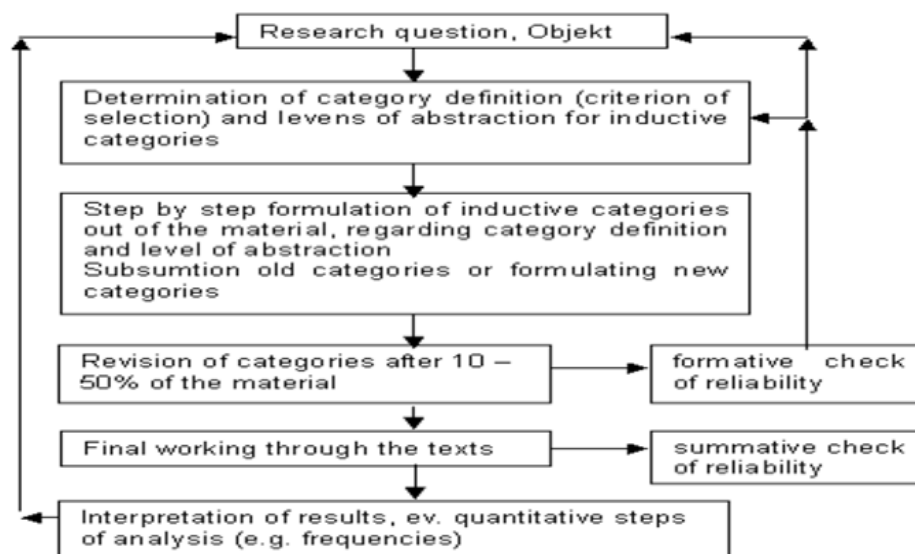 Research question, Objekt
Determination of category definition (criterion of
selection) and levens of abstraction for inductive
categories
Step by step formulation of inductive categories
out of the material, regarding category definition
and level of abstraction
Subsumtion old categories or formulating new
categories
Revision of categories after 10 –
50% of the material
formative check
of reliability
Final working through the texts
summative check
of reliability
Interpretation of results, ev. quantitative steps
of analysis (e.g. frequencies)